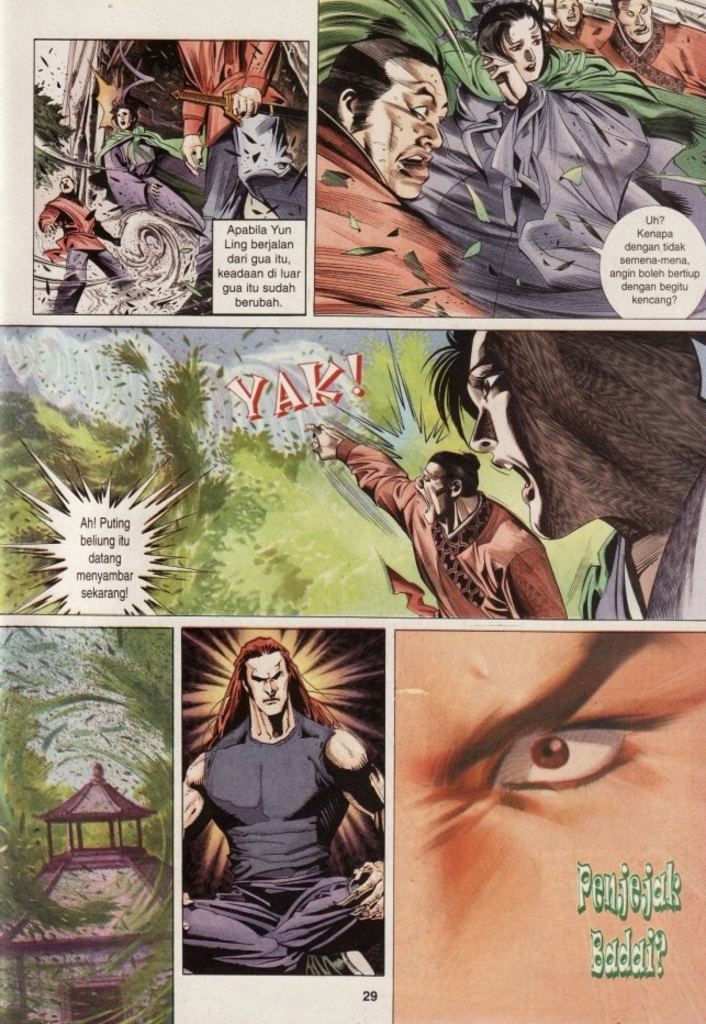 Apabila Yun
Ling berjalan
dari gua itu,
keadaan di luar
gua itu sudah
berubah.
Uh?
Kenapa
dengan tidak
semena-mena,
angin boleh bertiup
dengan begitu
kencang?
YAK!
Ah! Puting
beliung itu
datang
menyambar
sekarang!
Penjejak
Badai?
29